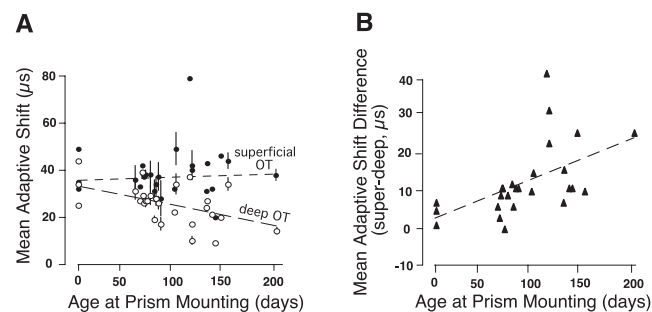 A
Mean Adaptive Shift (µs)
80
60
40
20
0
superficial
OT
deep OT
0
50
100
150
200
Age at Prism Mounting (days)
B
Mean Adaptive Shift Difference
(super-deep, µs)
40
30
20
10
0
-10
0
50
100
150
200
Age at Prism Mounting (days)